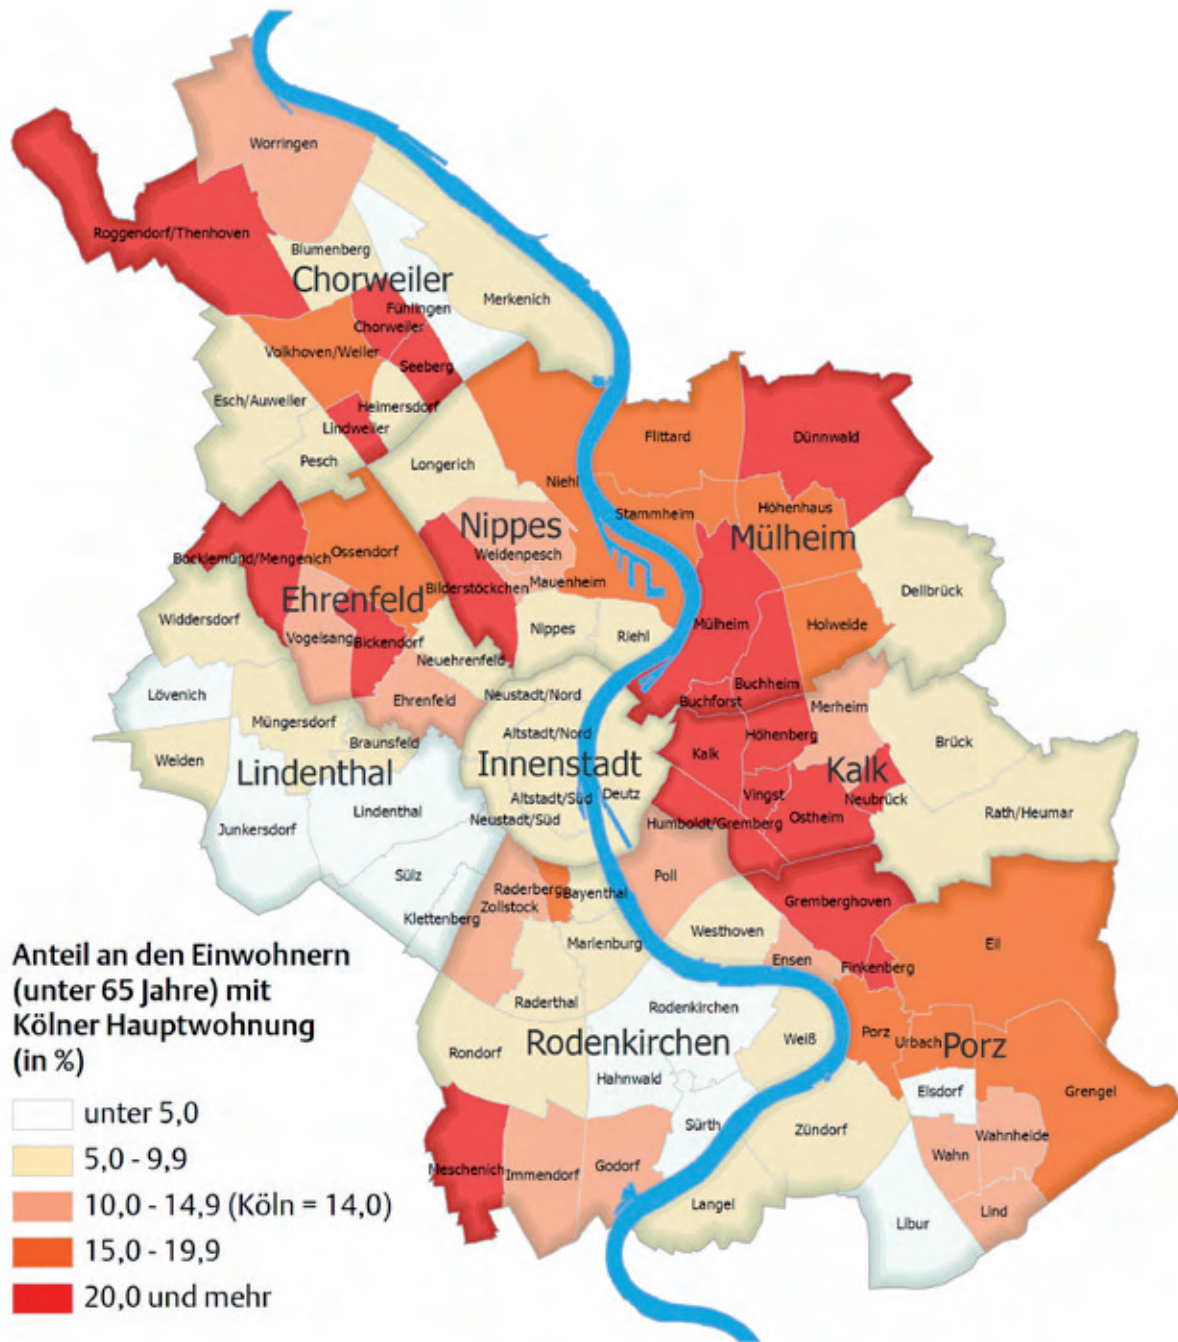 Worringen
Roggendorf/Thenhoven
Blumenberg
Chorweiler
Merkenich
Fühlingen
Chorweiler
Volkhoven/Weiler
Seeberg
Esch/Auweiler
Heimersdorf
Lindweiler
Pesch
Longerich
Flittard
Dünnwald
Niehl
Stammheim
Höhenhaus
Nippes
Mülheim
Weidenpesch
Ossendorf
Bocklemünd/Mengenich
Mauenheim
Bilderstöckchen
Dellbrück
Ehrenfeld
Widdersdorf
Nippes
Riehl
Mülheim
Holweide
Vogelsang
Bickendorf
Neuehrenfeld
Buchheim
Lövenich
Ehrenfeld
Neustadt/Nord
Buchforst
Merheim
Müngersdorf
Altstadt/Nord
Höhenberg
Braunsfeld
Brück
Weiden
Kalk
Lindenthal
Innenstadt
Kalk
Vingst
Neubrück
Altstadt/Süd
Deutz
Lindenthal
Rath/Heumar
Ostheim
Neustadt/Süd
Humboldt/Gremberg
Junkersdorf
Sülz
Poll
Raderberg
Bayenthal
Gremberghoven
Zollstock
Klettenberg
Westhoven
Marienburg
Eil
Ensen
Finkenberg
Raderthal
Rodenkirchen
Weiß
Porz
Urbach
Rodenkirchen
Porz
Rondorf
Hahnwald
Elsdorf
Grengel
Sürth
Zündorf
Wahnheide
Wahn
Meschenich
Immendorf
Godorf
Langel
Lind
Libur
Anteil an den Einwohnern
(unter 65 Jahre) mit
Kölner Hauptwohnung
(in %)
unter 5,0
5,0 - 9,9
10,0 - 14,9 (Köln = 14,0)
15,0 - 19,9
20,0 und mehr